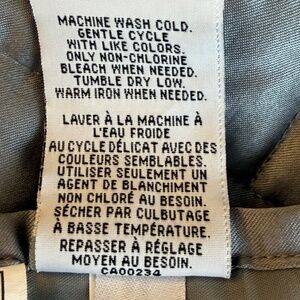 MACHINE WASH COLD.
GENTLE CYCLE
WITH LIKE COLORS.
ONLY NON-CHLORINE
BLEACH WHEN NEEDED.
TUMBLE DRY LOW.
WARM IRON WHEN NEEDED.
LAVER À LA MACHINE À
L'EAU FROIDE
AU CYCLE DÉLICAT AVEC DES
COULEURS SEMBLABLES.
UTILISER SEULEMENT UN
AGENT DE BLANCHIMENT
NON CHLORÉ AU BESOIN.
SÉCHER PAR CULBUTAGE
À BASSE TEMPÉRATURE.
REPASSER À RÉGLAGE
MOYEN AU BESOIN.
CA00234